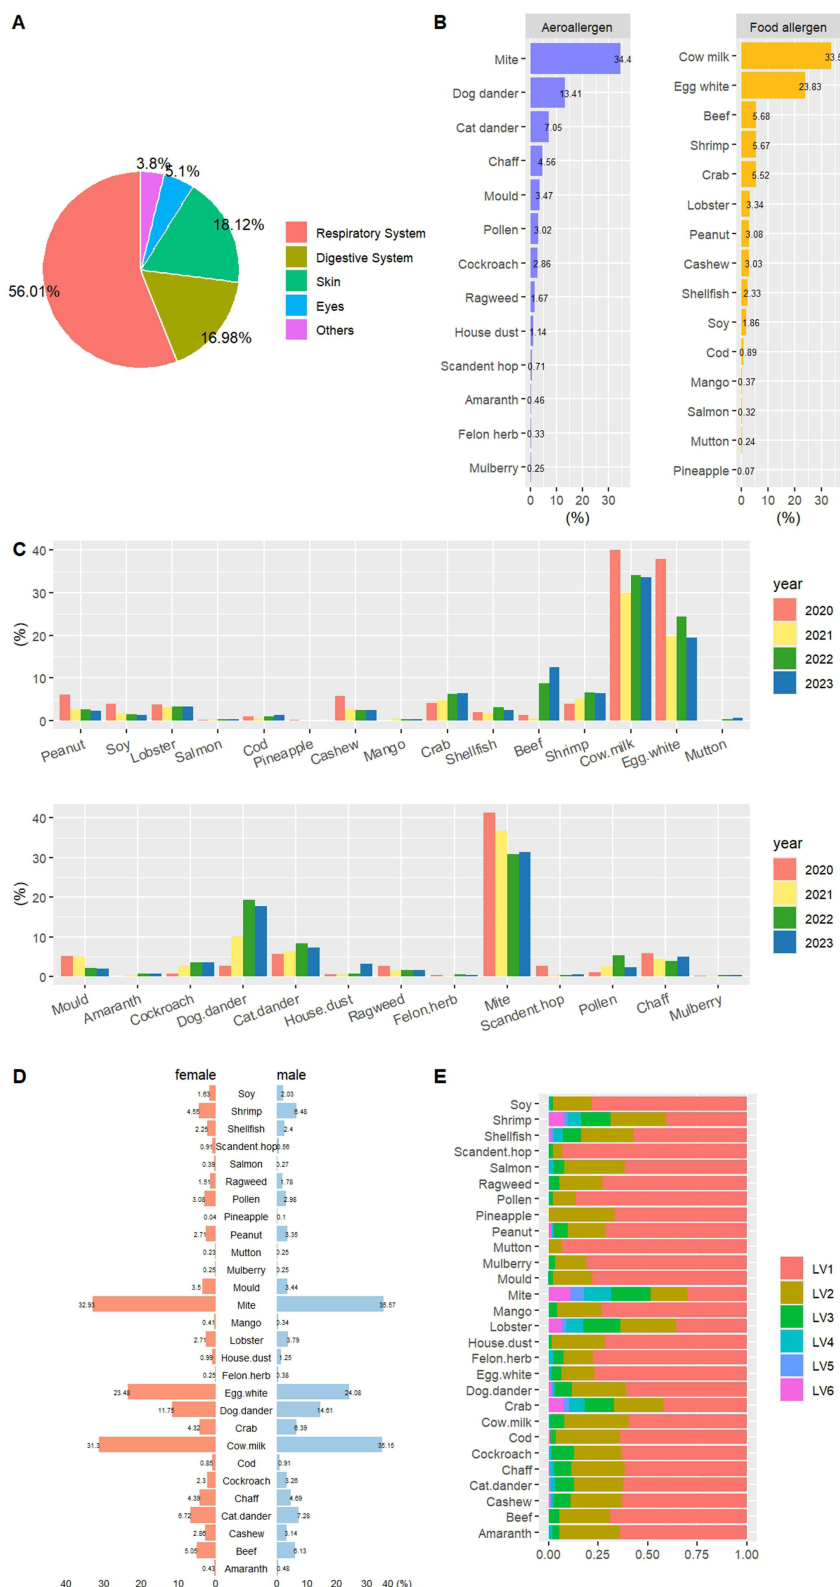 A
3.8%
5.1%
18.12%
56.01%
16.98%
Respiratory System
Digestive System
Skin
Eyes
Others
B
Aeroallergen
Mite 34.4
Dog dander 13.41
Cat dander 7.05
Chaff 4.56
Mould 3.47
Pollen 3.02
Cockroach 2.86
Ragweed 1.67
House dust 1.14
Scandent hop 0.71
Amaranth 0.46
Felon herb 0.33
Mulberry 0.25
0 10 20 30
(%)
Food allergen
Cow milk 33.5
Egg white 23.83
Beef 5.68
Shrimp 5.67
Crab 5.52
Lobster 3.34
Peanut 3.08
Cashew 3.03
Shellfish 2.33
Soy 1.86
Cod 0.89
Mango 0.37
Salmon 0.32
Mutton 0.24
Pineapple 0.07
0 10 20 30
(%)
C
40
30
20
10
0
(%)
Peanut Soy Lobster Salmon Cod Pineapple Cashew Mango Crab Shellfish Beef Shrimp Cow.milk Egg.white Mutton
year
2020
2021
2022
2023
40
30
20
10
0
(%)
Mould Amaranth Cockroach Dog.dander Cat.dander House.dust Ragweed Felon.herb Mite Scandent.hop Pollen Chaff Mulberry
year
2020
2021
2022
2023
D
female male
1.63 Soy 2.03
4.55 Shrimp 6.48
2.25 Shellfish 2.4
0.91 Scandent.hop 0.56
0.39 Salmon 0.27
1.51 Ragweed 1.78
3.08 Pollen 2.98
0.04 Pineapple 0.1
2.71 Peanut 3.35
0.23 Mutton 0.25
0.25 Mulberry 0.25
3.5 Mould 3.44
32.93 Mite 35.57
0.41 Mango 0.34
2.71 Lobster 3.79
0.99 House.dust 1.25
0.25 Felon.herb 0.38
23.48 Egg.white 24.08
11.75 Dog.dander 14.61
4.32 Crab 6.39
31.3 Cow.milk 35.15
0.85 Cod 0.91
2.3 Cockroach 3.26
4.39 Chaff 4.69
6.72 Cat.dander 7.28
2.86 Cashew 3.14
5.05 Beef 6.13
0.43 Amaranth 0.48
40 30 20 10 0 0 10 20 30 40 (%)
E
Soy
Shrimp
Shellfish
Scandent.hop
Salmon
Ragweed
Pollen
Pineapple
Peanut
Mutton
Mulberry
Mould
Mite
Mango
Lobster
House.dust
Felon.herb
Egg.white
Dog.dander
Crab
Cow.milk
Cod
Cockroach
Chaff
Cat.dander
Cashew
Beef
Amaranth
0.00 0.25 0.50 0.75 1.00
LV1
LV2
LV3
LV4
LV5
LV6